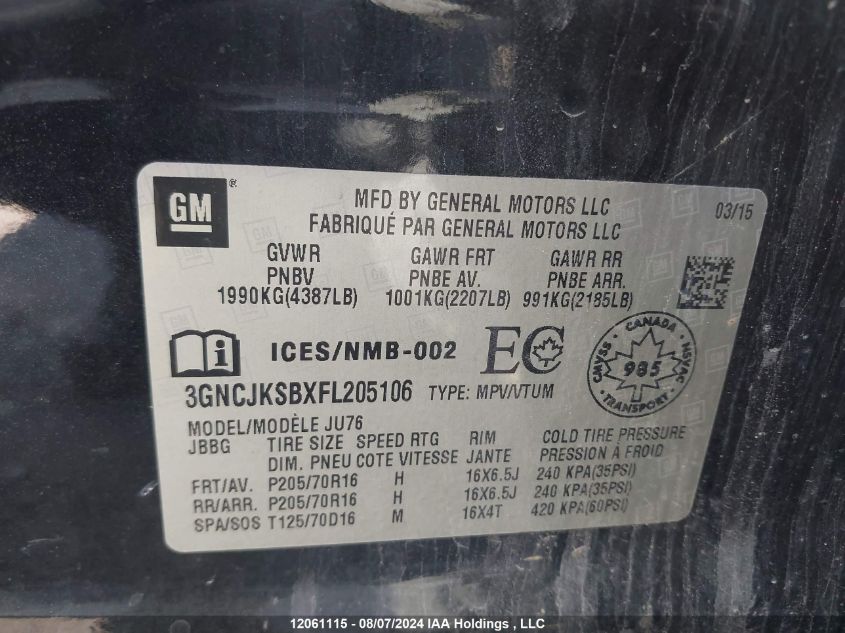 GM®
MFD BY GENERAL MOTORS LLC
03/15
FABRIQUÉ PAR GENERAL MOTORS LLC
GVWR GAWR FRT GAWR RR
PNBV PNBE AV. PNBE ARR.
1990KG(4387LB) 1001KG(2207LB) 991KG(2185LB)
i ICES/NMB-002 EC
CANADA
CMVSS 985 NSVAC
TRANSPORT
3GNCJKSBXFL205106 TYPE: MPV/VTUM
MODEL/MODÈLE JU76
JBBG TIRE SIZE SPEED RTG RIM COLD TIRE PRESSURE
DIM. PNEU COTE VITESSE JANTE PRESSION À FROID
FRT/AV. P205/70R16 H 16X6.5J 240 KPA(35PSI)
RR/ARR. P205/70R16 H 16X6.5J 240 KPA(35PSI)
SPA/SOS T125/70D16 M 16X4T 420 KPA(60PSI)
12061115 - 08/07/2024 IAA Holdings , LLC